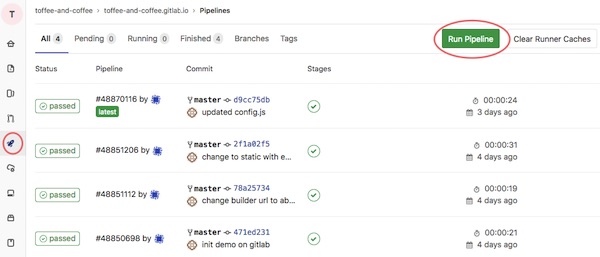 T
toffee-and-coffee › toffee-and-coffee.gitlab.io › Pipelines
All 4 Pending 0 Running 0 Finished 4 Branches Tags Run Pipeline Clear Runner Caches
Status Pipeline Commit Stages
passed #48870116 by master d9cc75db 00:00:24
latest updated config.js 3 days ago
passed #48851206 by master 2f1a02f5 00:00:31
change to static with e... 4 days ago
passed #48851112 by master 78a25734 00:00:19
change builder url to ab... 4 days ago
passed #48850698 by master 471ed231 00:00:21
init demo on gitlab 4 days ago